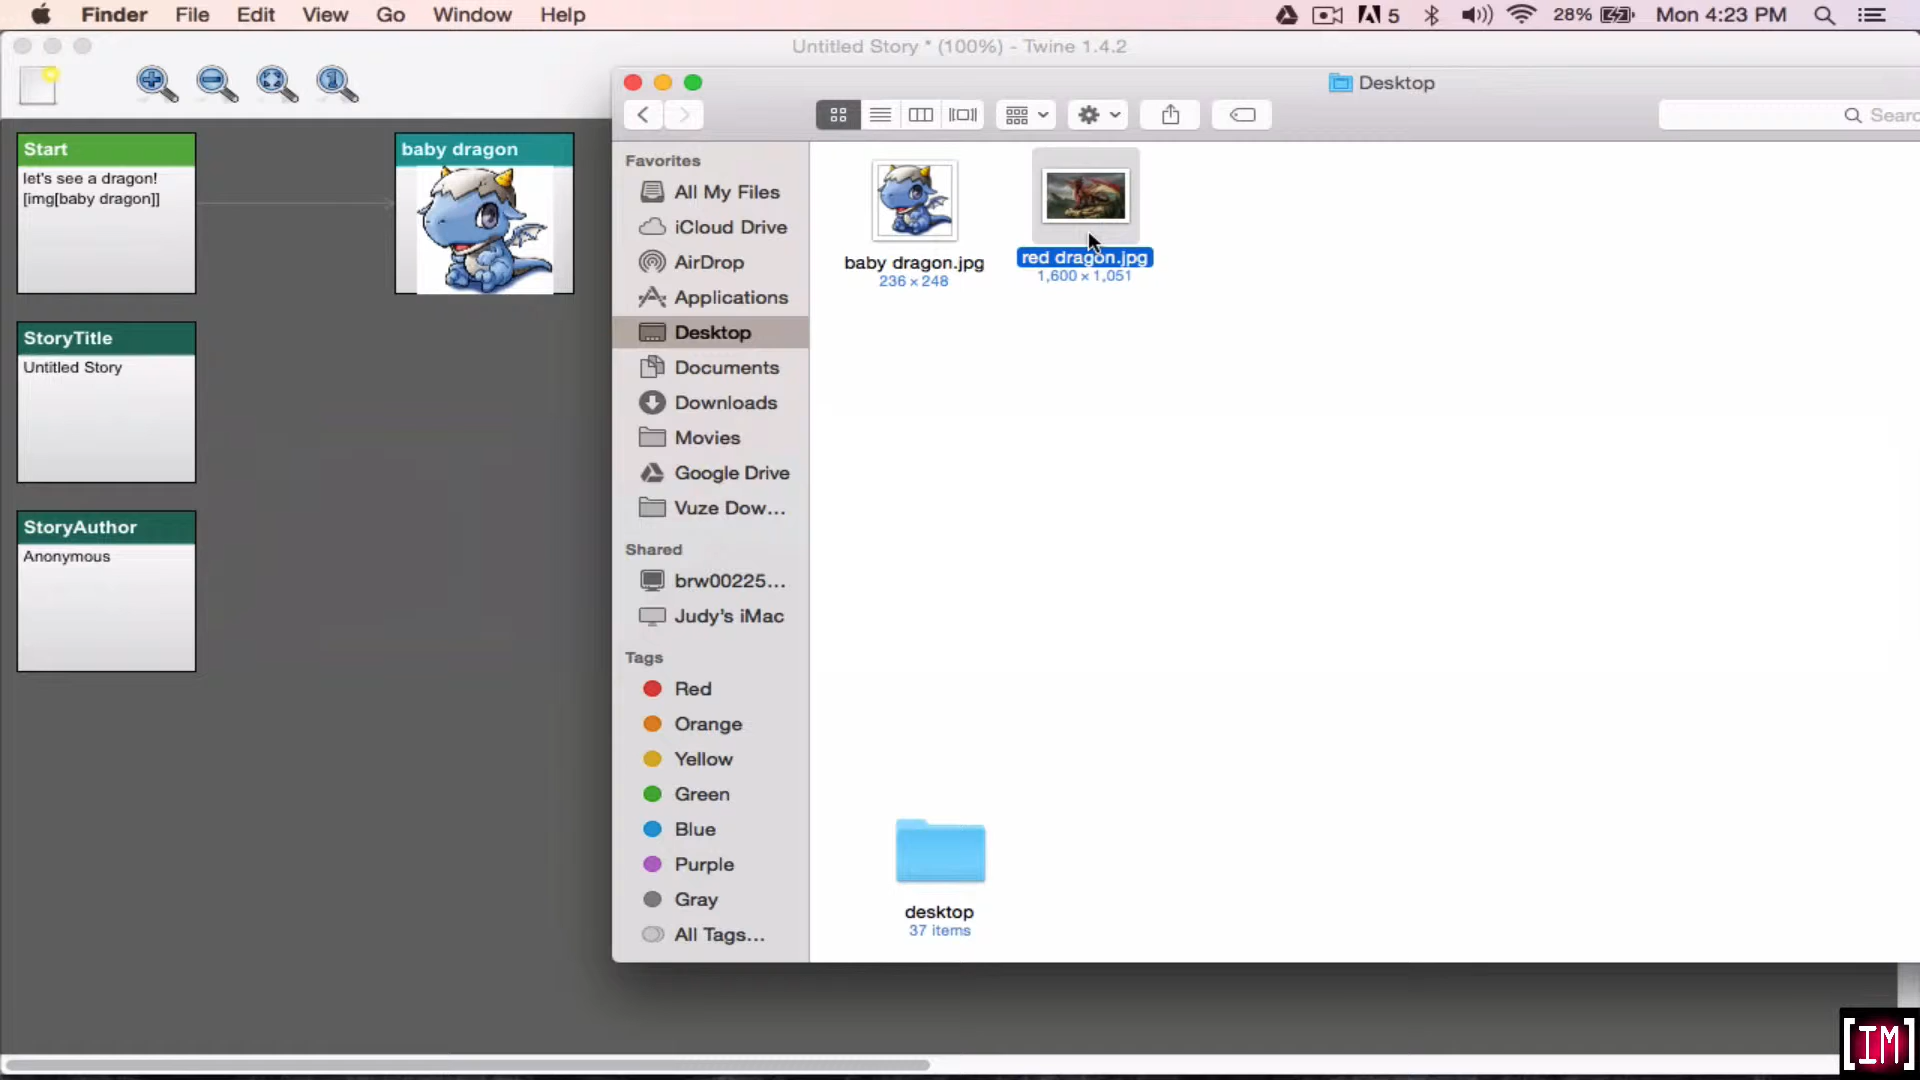 Finder File Edit View Go Window Help
5 28% Mon 4:23 PM
Untitled Story * (100%) - Twine 1.4.2
Desktop
Start
let's see a dragon!
[img[baby dragon]]
baby dragon
StoryTitle
Untitled Story
StoryAuthor
Anonymous
Favorites
All My Files
iCloud Drive
AirDrop
Applications
Desktop
Documents
Downloads
Movies
Google Drive
Vuze Dow...
Shared
brw00225...
Judy's iMac
Tags
Red
Orange
Yellow
Green
Blue
Purple
Gray
All Tags...
Searc
baby dragon.jpg
236 × 248
red dragon.jpg
1,600 × 1,051
desktop
37 items
[IM]